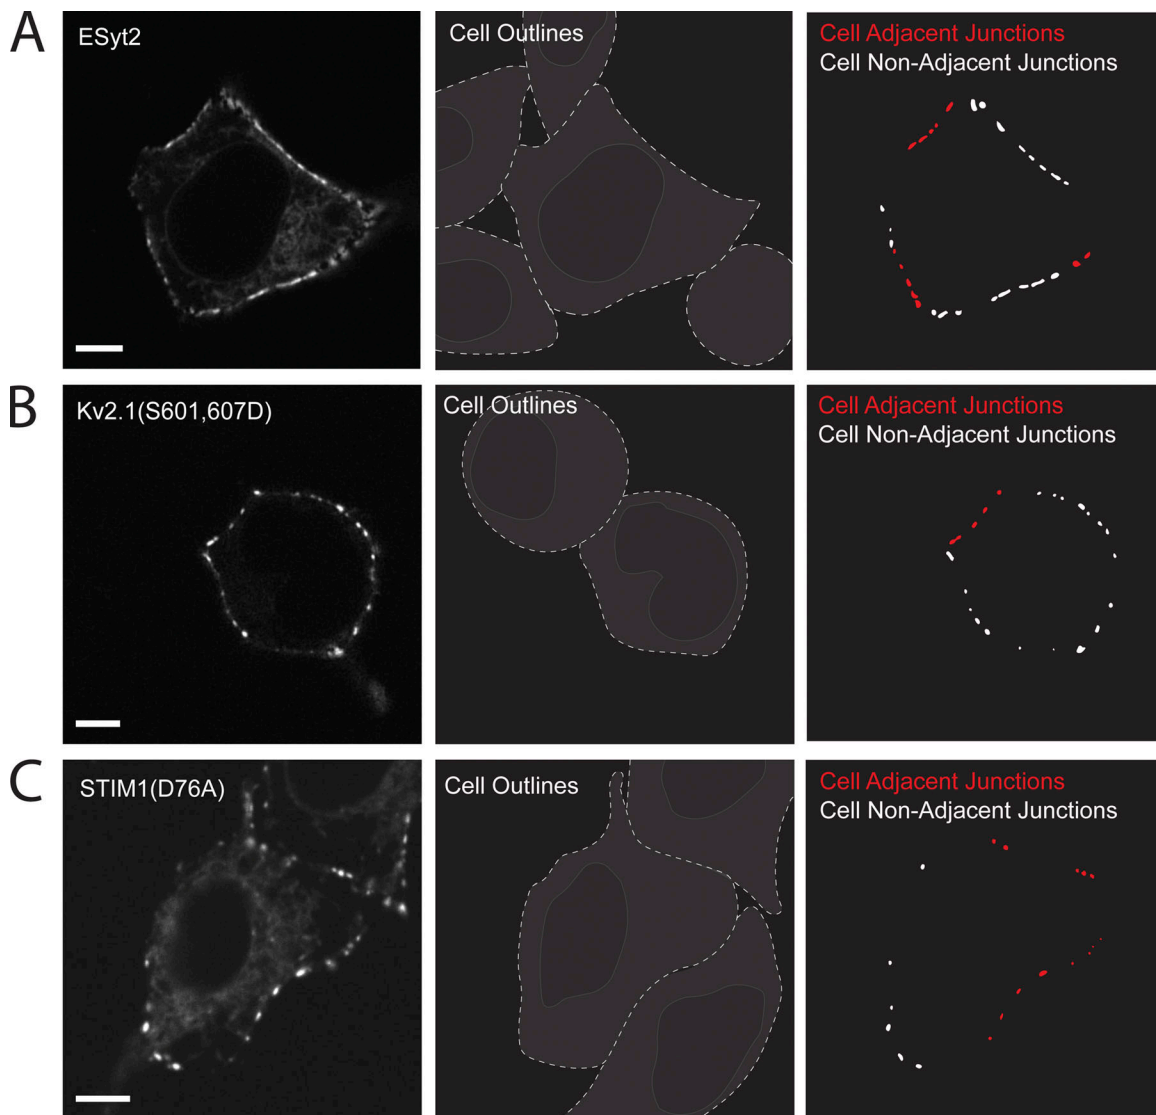 A
ESyt2
Cell Outlines
Cell Adjacent Junctions
Cell Non-Adjacent Junctions
B
Kv2.1(S601,607D)
Cell Outlines
Cell Adjacent Junctions
Cell Non-Adjacent Junctions
C
STIM1(D76A)
Cell Outlines
Cell Adjacent Junctions
Cell Non-Adjacent Junctions